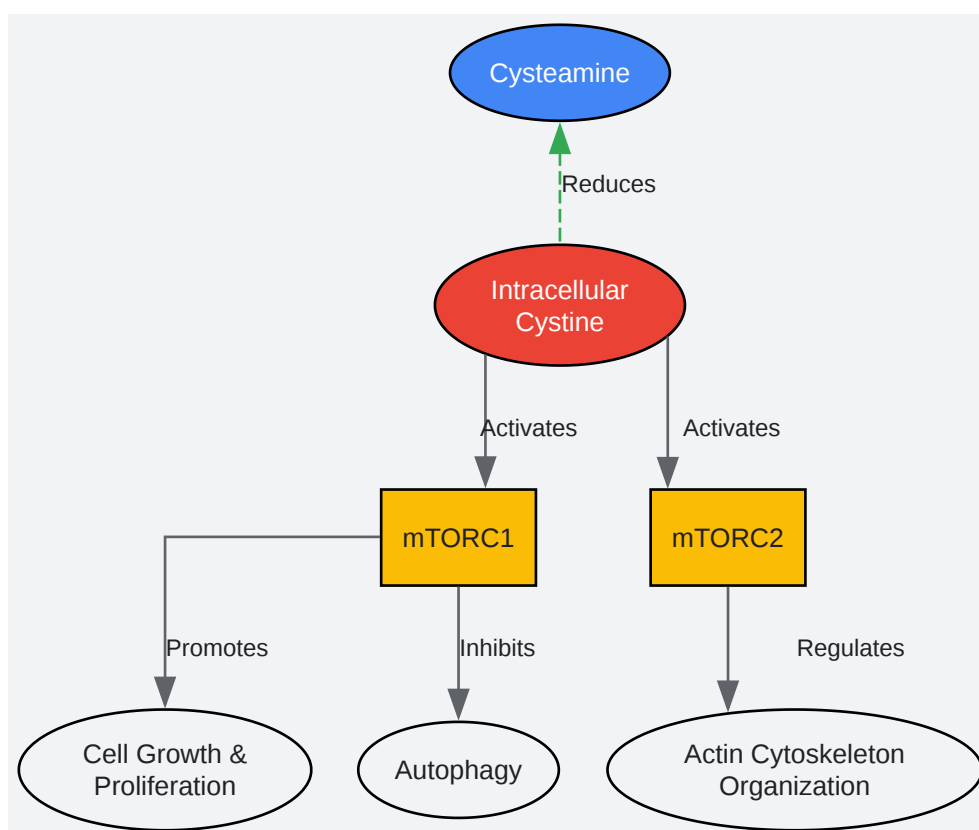 Cysteamine
Reduces
Intracellular
Cystine
Activates
Activates
mTORC1
mTORC2
Promotes
Inhibits
Regulates
Cell Growth &
Proliferation
Autophagy
Actin Cytoskeleton
Organization